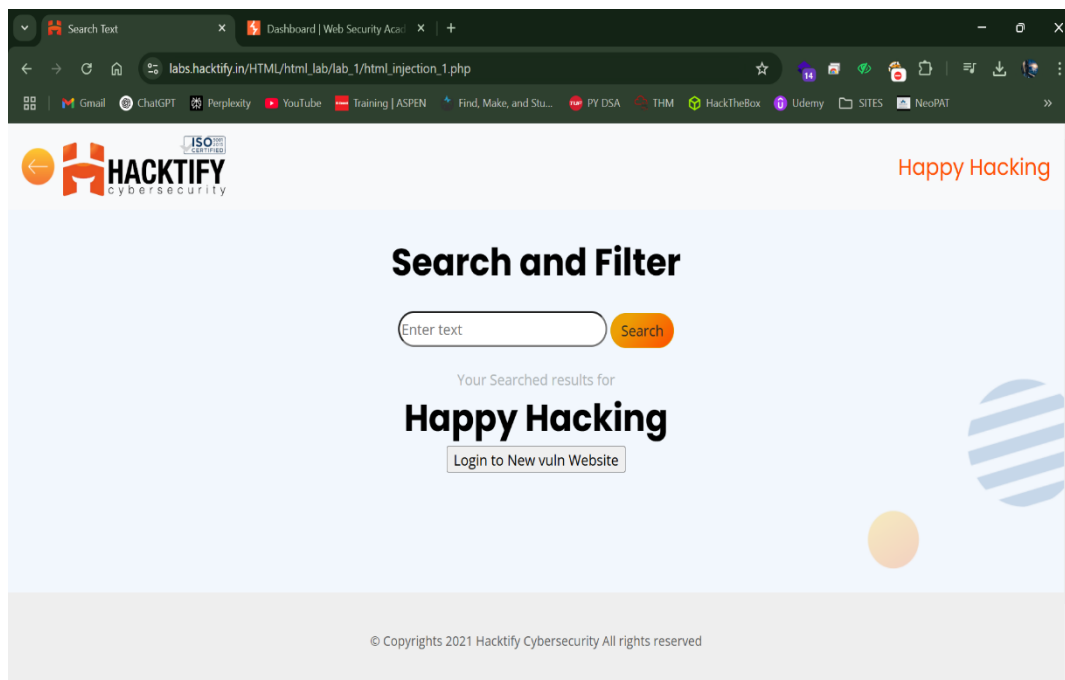 Search Text
Dashboard | Web Security Acad
labs.hacktify.in/HTML/html_lab/lab_1/html_injection_1.php
14
Gmail ChatGPT Perplexity YouTube Training | ASPEN Find, Make, and Stu... PY DSA THM HackTheBox Udemy SITES NeoPAT »
ISO
CERTIFIED
HACKTIFY
cybersecurity
Happy Hacking
Search and Filter
Enter text
Search
Your Searched results for
Happy Hacking
Login to New vuln Website
© Copyrights 2021 Hacktify Cybersecurity All rights reserved